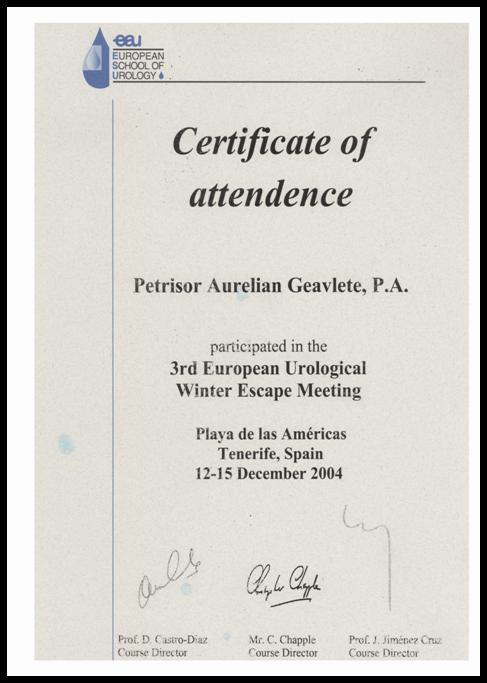 eau
EUROPEAN
SCHOOL OF
UROLOGY
Certificate of
attendence
Petrisor Aurelian Geavlete, P.A.
participated in the
3rd European Urological
Winter Escape Meeting
Playa de las Américas
Tenerife, Spain
12-15 December 2004
Prof. D. Castro-Diaz
Course Director
Mr. C. Chapple
Course Director
Prof. J. Jiménez Cruz
Course Director